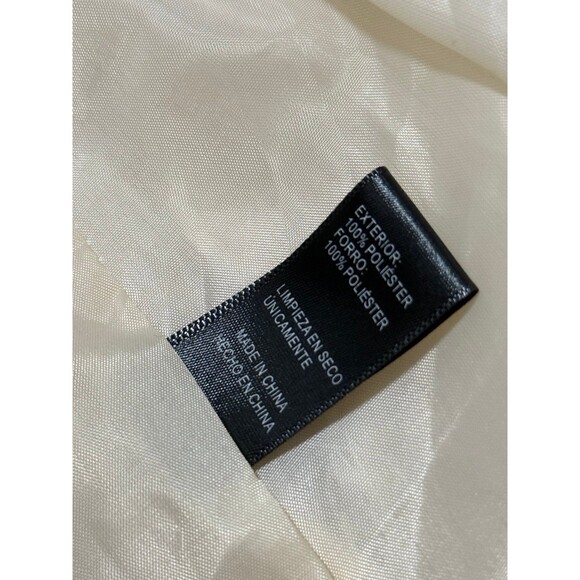 EXTERIOR:
100% POLIÉSTER
FORRO:
100% POLIÉSTER
LIMPIEZA EN SECO
ÚNICAMENTE
MADE IN CHINA
HECHO EN CHINA